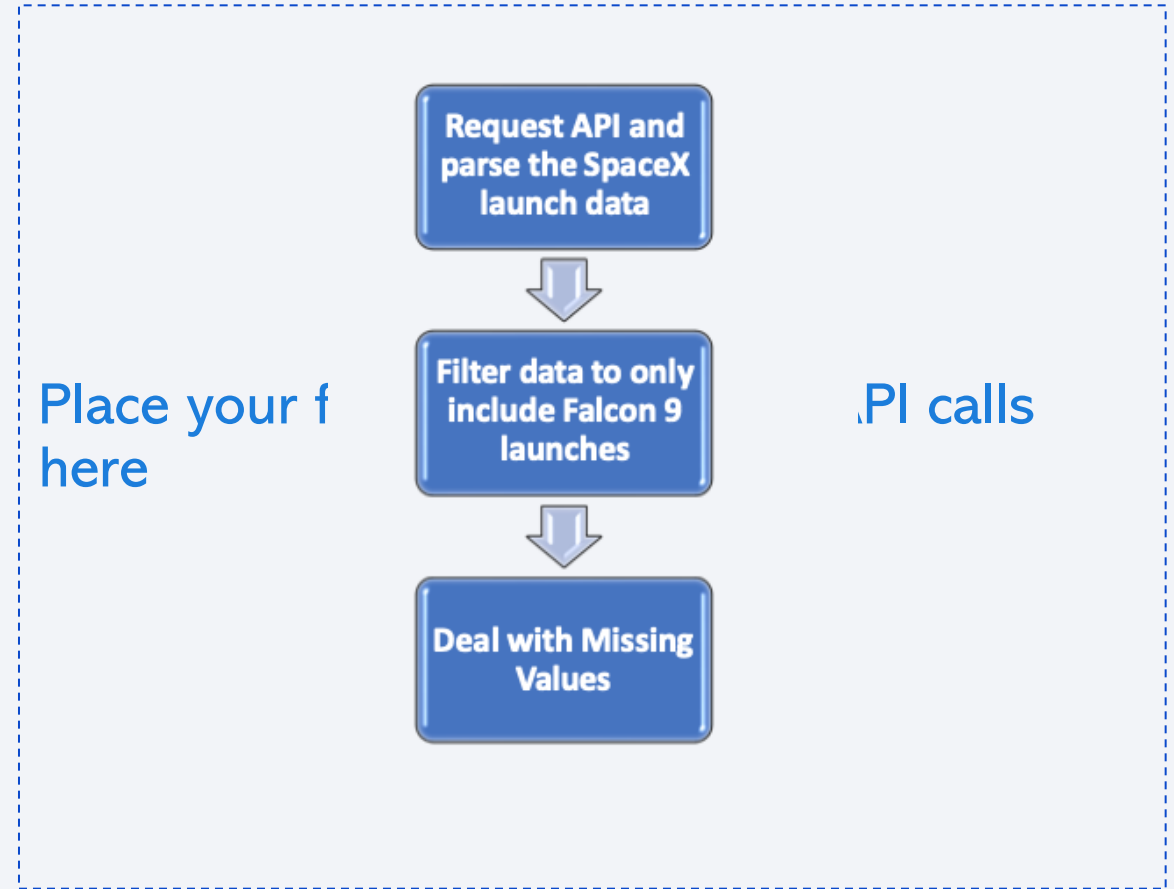 Request API and
parse the SpaceX
launch data
Filter data to only
include Falcon 9
launches
Place your f
PI calls
here
Deal with Missing
Values